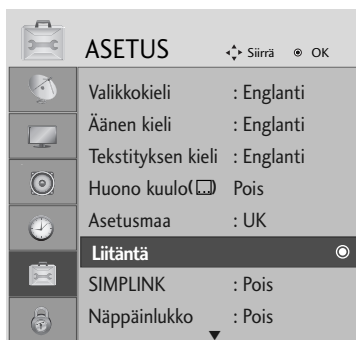 ASETUS Siirrä OK
Valikkokieli : Englanti
Äänen kieli : Englanti
Tekstityksen kieli : Englanti
Huono kuulo( ) Pois
Asetusmaa : UK
Liitäntä
SIMPLINK : Pois
Näppäinlukko : Pois